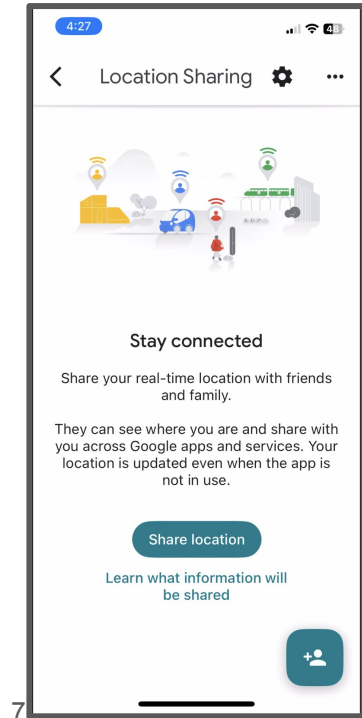 4:27
48
Location Sharing
Stay connected
Share your real-time location with friends
and family.
They can see where you are and share with
you across Google apps and services. Your
location is updated even when the app is
not in use.
Share location
Learn what information will
be shared
7